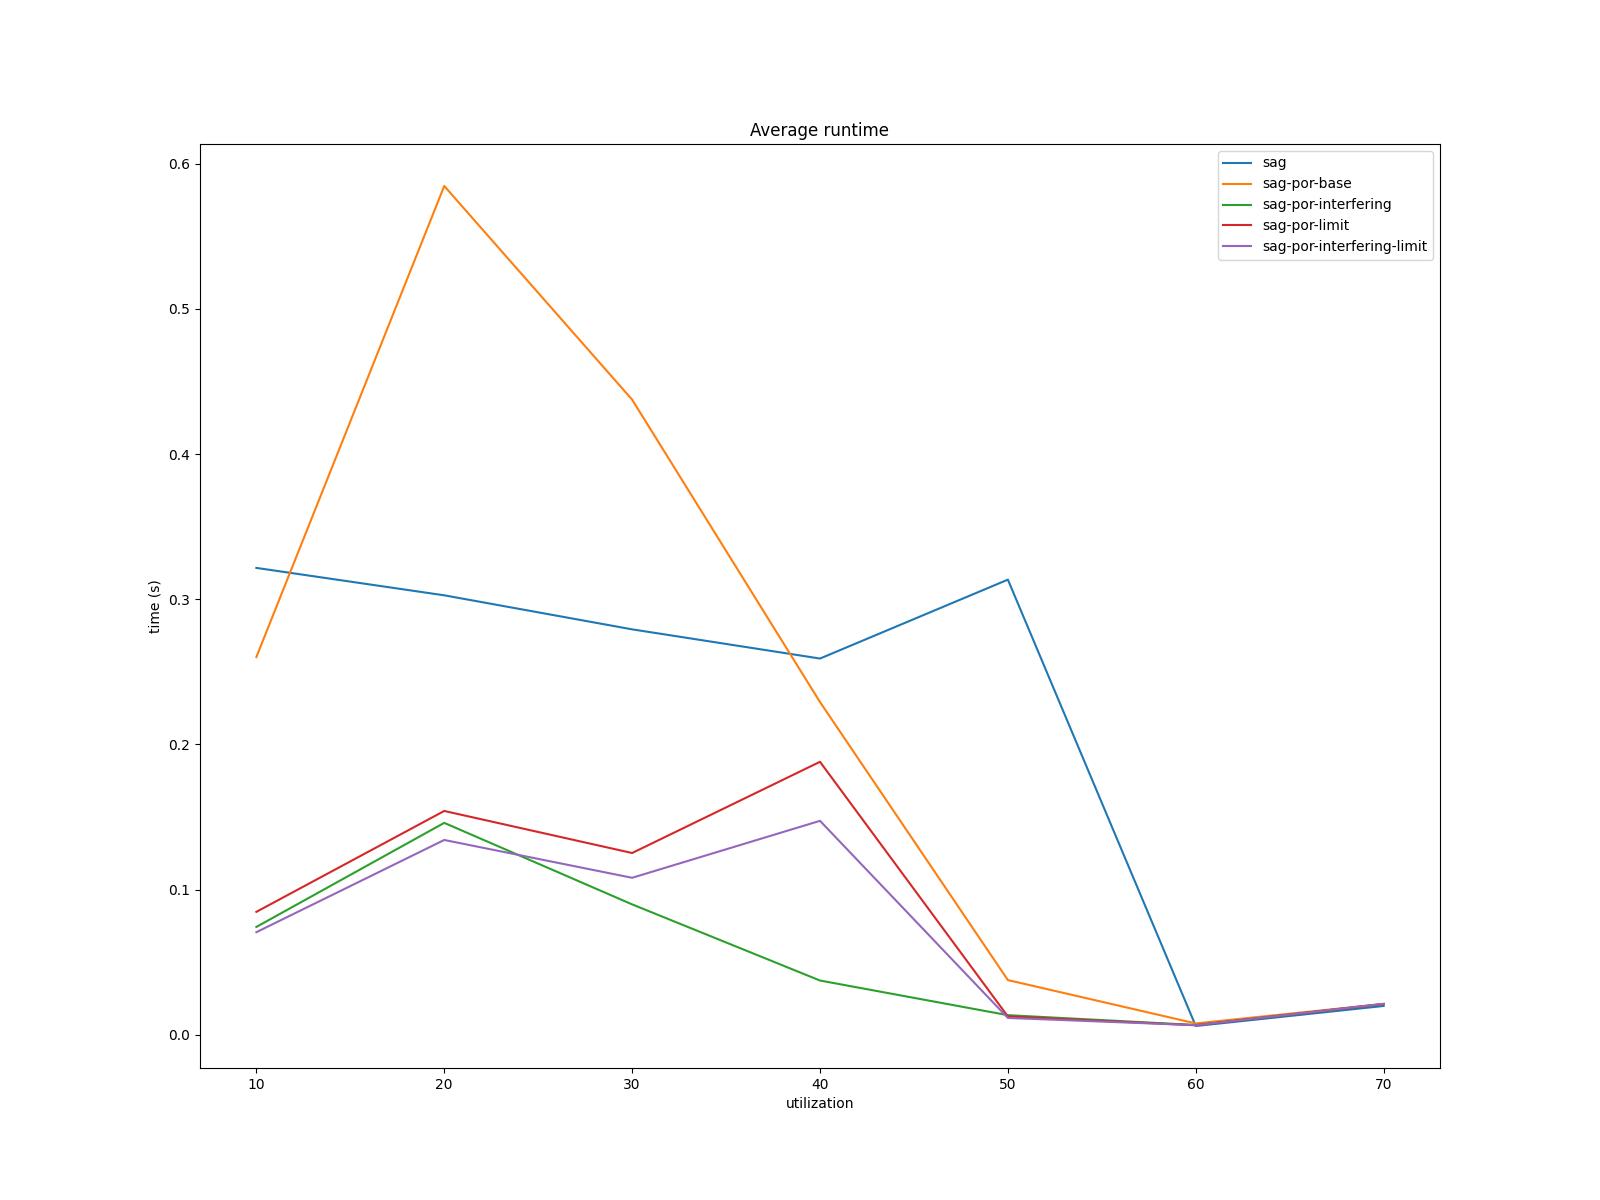 Average runtime
sag
sag-por-base
sag-por-interfering
sag-por-limit
sag-por-interfering-limit
time (s)
0.6
0.5
0.4
0.3
0.2
0.1
0.0
10 20 30 40 50 60 70
utilization